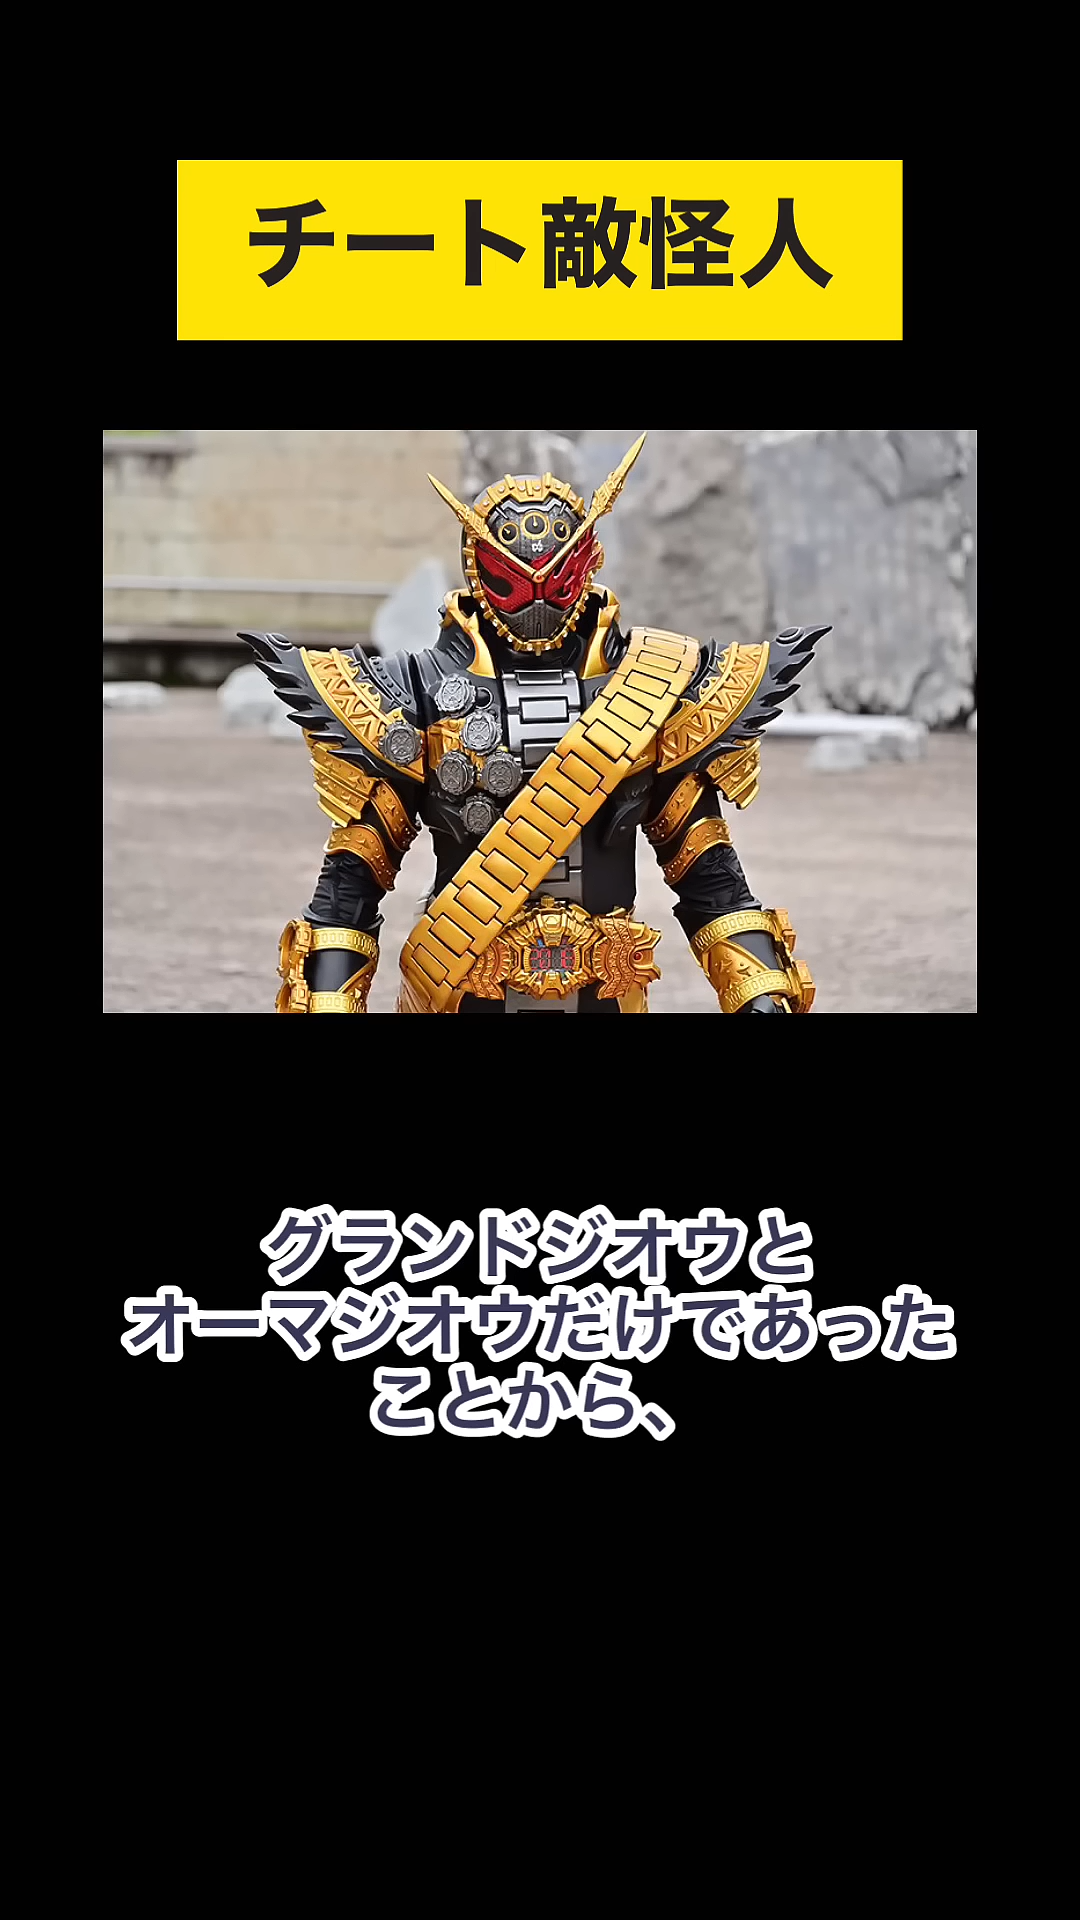 チート敵怪人
グランドジオウと
オーマジオウだけであった
ことから、